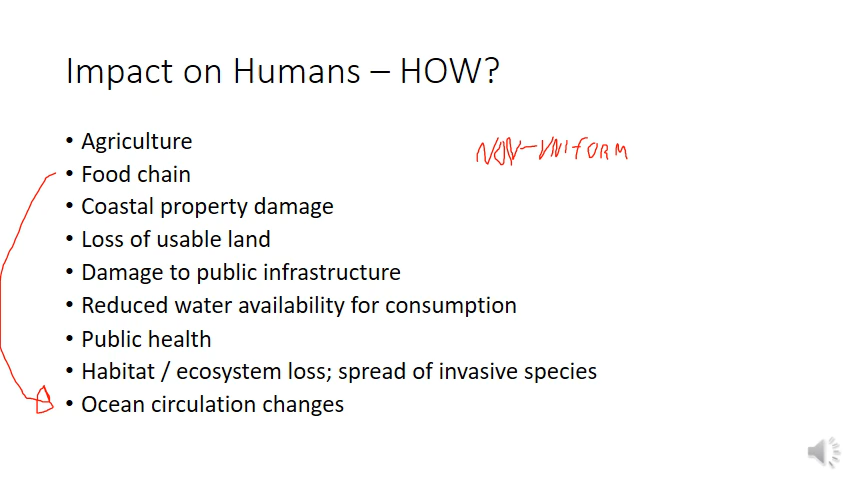 Impact on Humans – HOW?
• Agriculture
NON-UNIFORM
• Food chain
• Coastal property damage
• Loss of usable land
• Damage to public infrastructure
• Reduced water availability for consumption
• Public health
• Habitat / ecosystem loss; spread of invasive species
• Ocean circulation changes